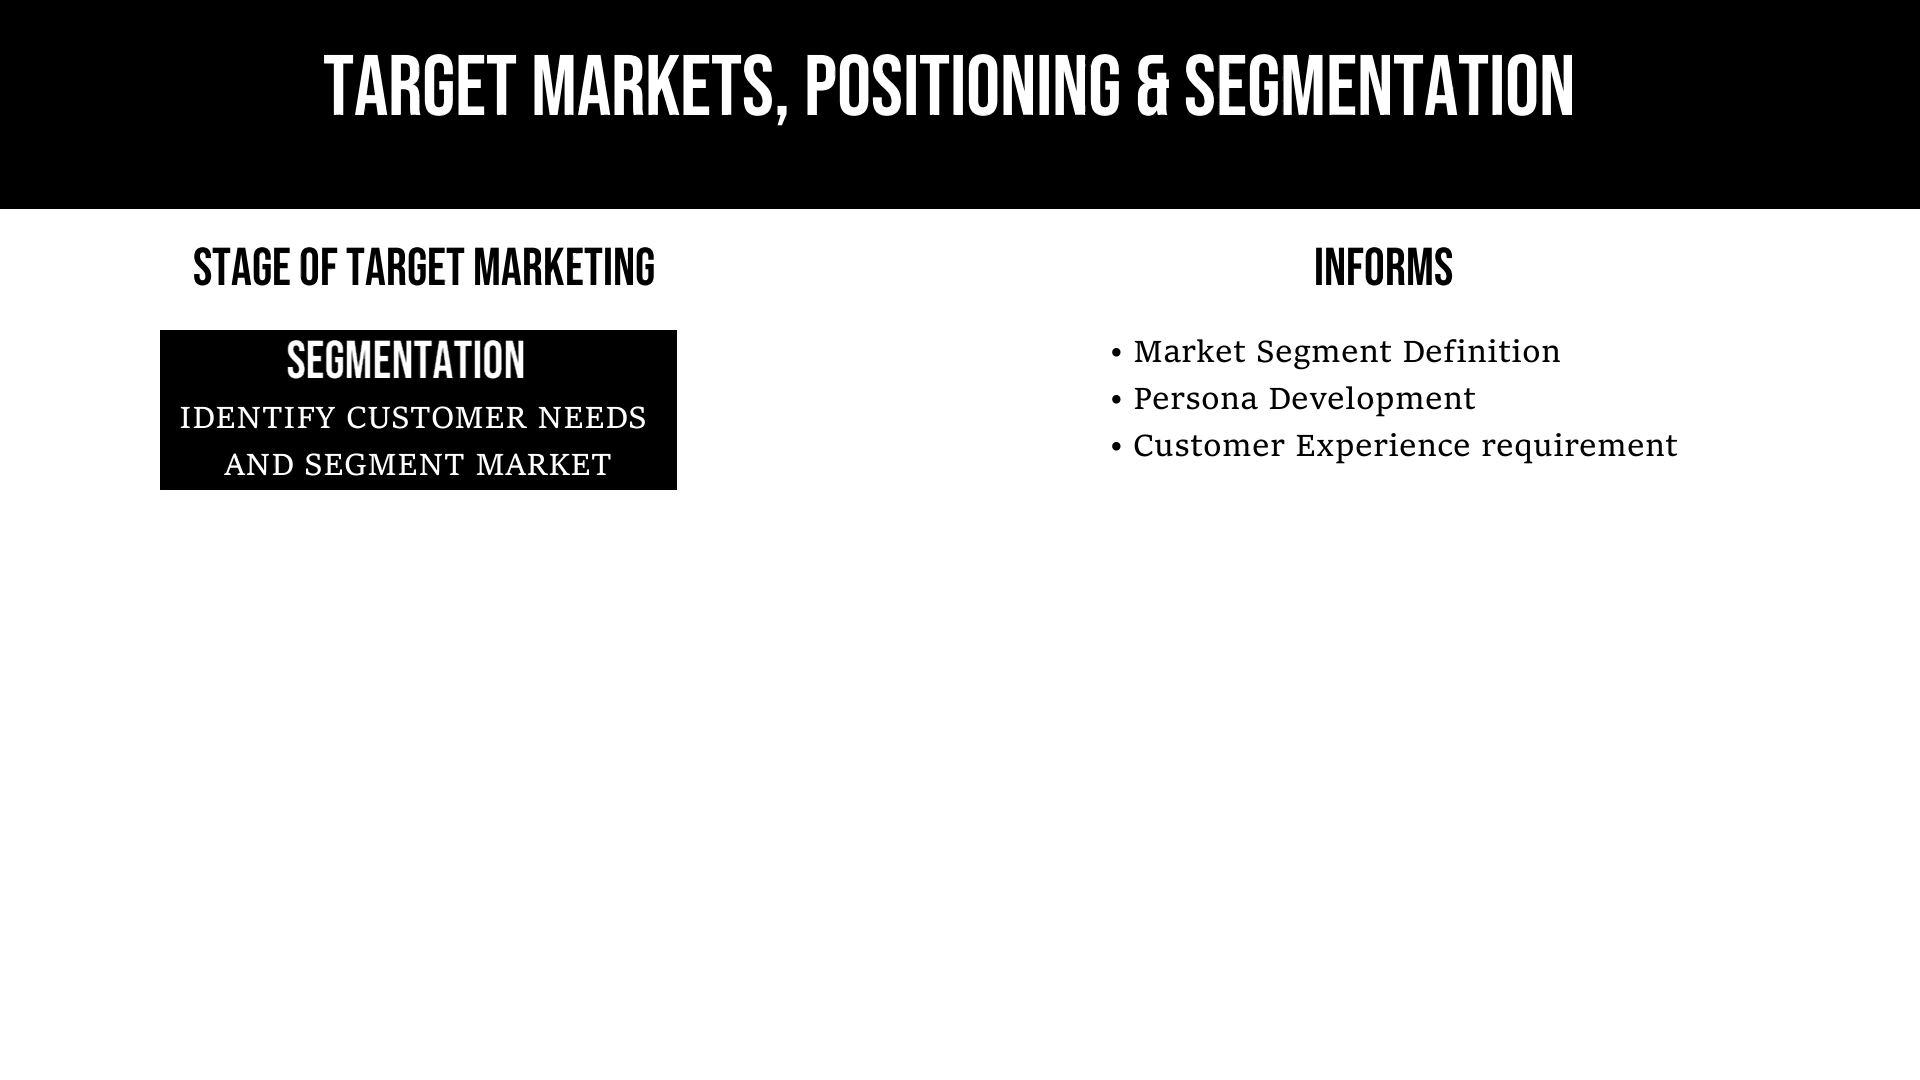 TARGET MARKETS, POSITIONING & SEGMENTATION
STAGE OF TARGET MARKETING
SEGMENTATION
IDENTIFY CUSTOMER NEEDS
AND SEGMENT MARKET
INFORMS
• Market Segment Definition
• Persona Development
• Customer Experience requirement